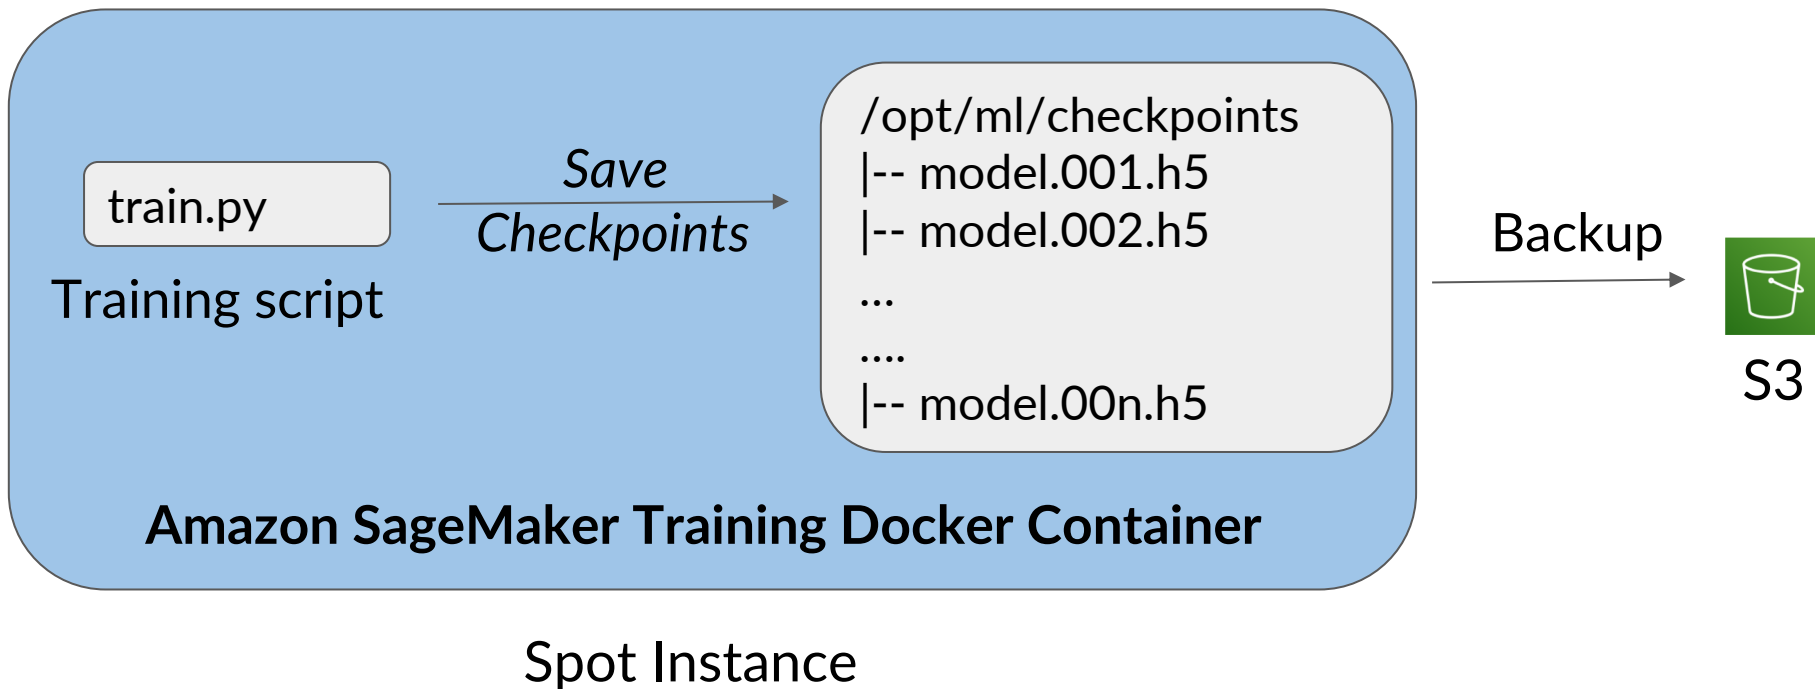 train.py
Training script
Save
Checkpoints
/opt/ml/checkpoints
|-- model.001.h5
|-- model.002.h5
...
....
|-- model.00n.h5
Amazon SageMaker Training Docker Container
Backup
S3
Spot Instance